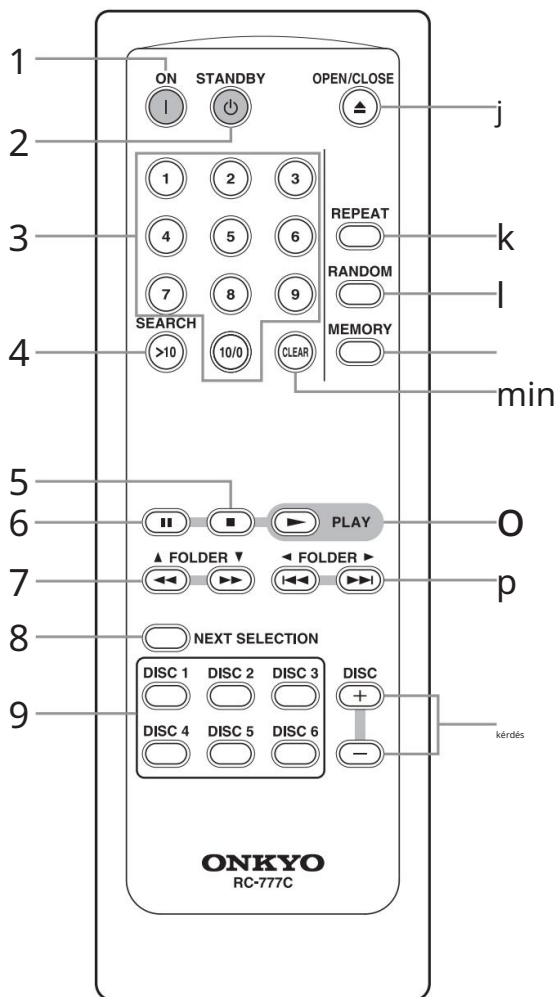 1
ON STANDBY OPEN/CLOSE
j
2
1 2 3
REPEAT
3 4 5 6 k
RANDOM
7 8 9 l
SEARCH MEMORY
4 >10 10/0 CLEAR
min
5
6 PLAY O
▲ FOLDER ▼ ◄ FOLDER ►
7 p
8 NEXT SELECTION
DISC 1 DISC 2 DISC 3 DISC
+
9
DISC 4 DISC 5 DISC 6
kérdés
−
ONKYO
RC-777C